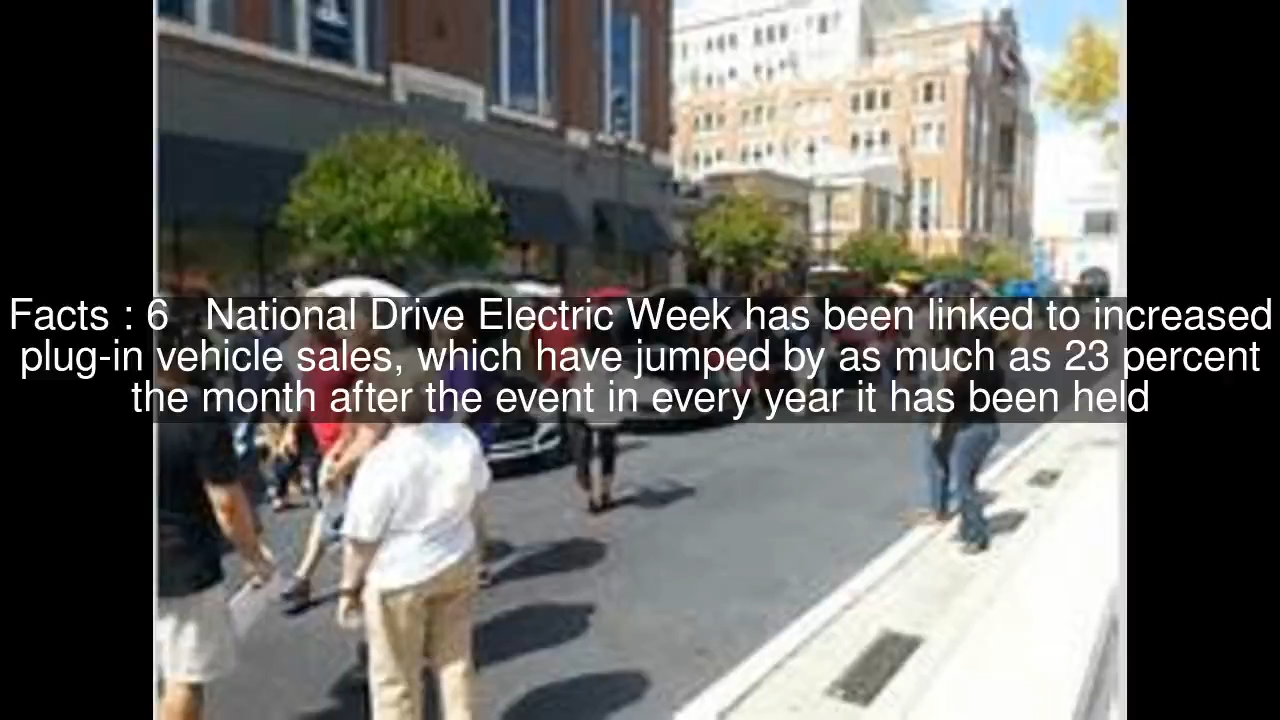 Facts : 6 National Drive Electric Week has been linked to increased
plug-in vehicle sales, which have jumped by as much as 23 percent
the month after the event in every year it has been held